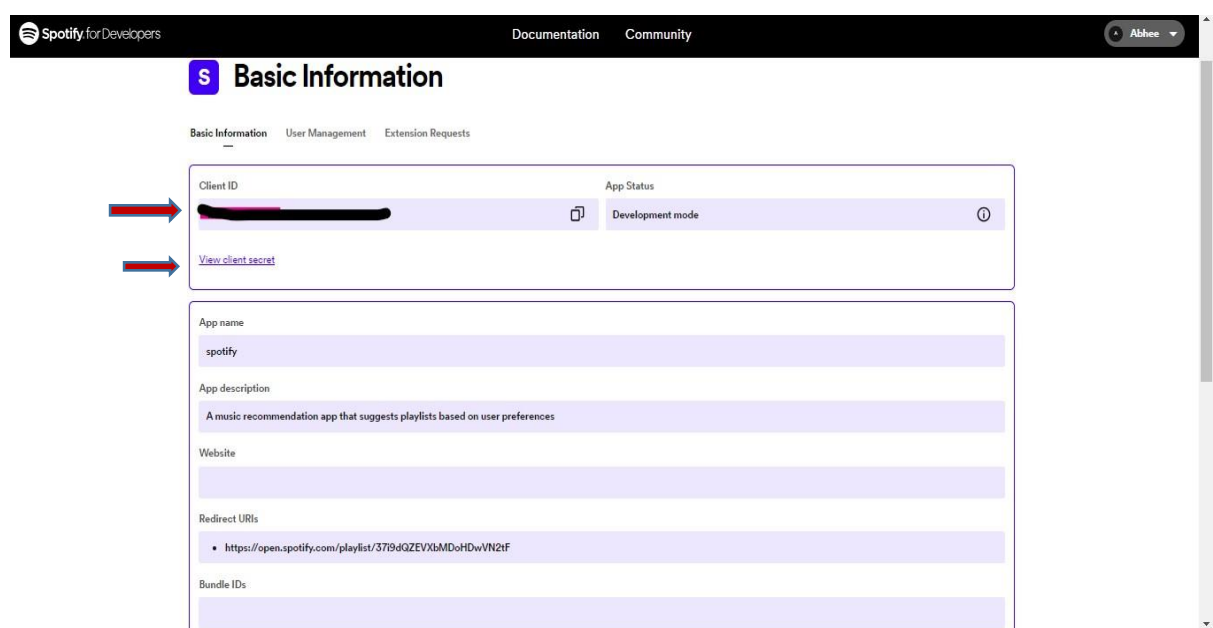 Spotify for Developers Documentation Community Abhee
S Basic Information
Basic Information User Management Extension Requests
Client ID App Status
Development mode
View client secret
App name
spotify
App description
A music recommendation app that suggests playlists based on user preferences
Website
Redirect URIs
• https://open.spotify.com/playlist/37i9dQZEVXbMDoHDwVN2tF
Bundle IDs